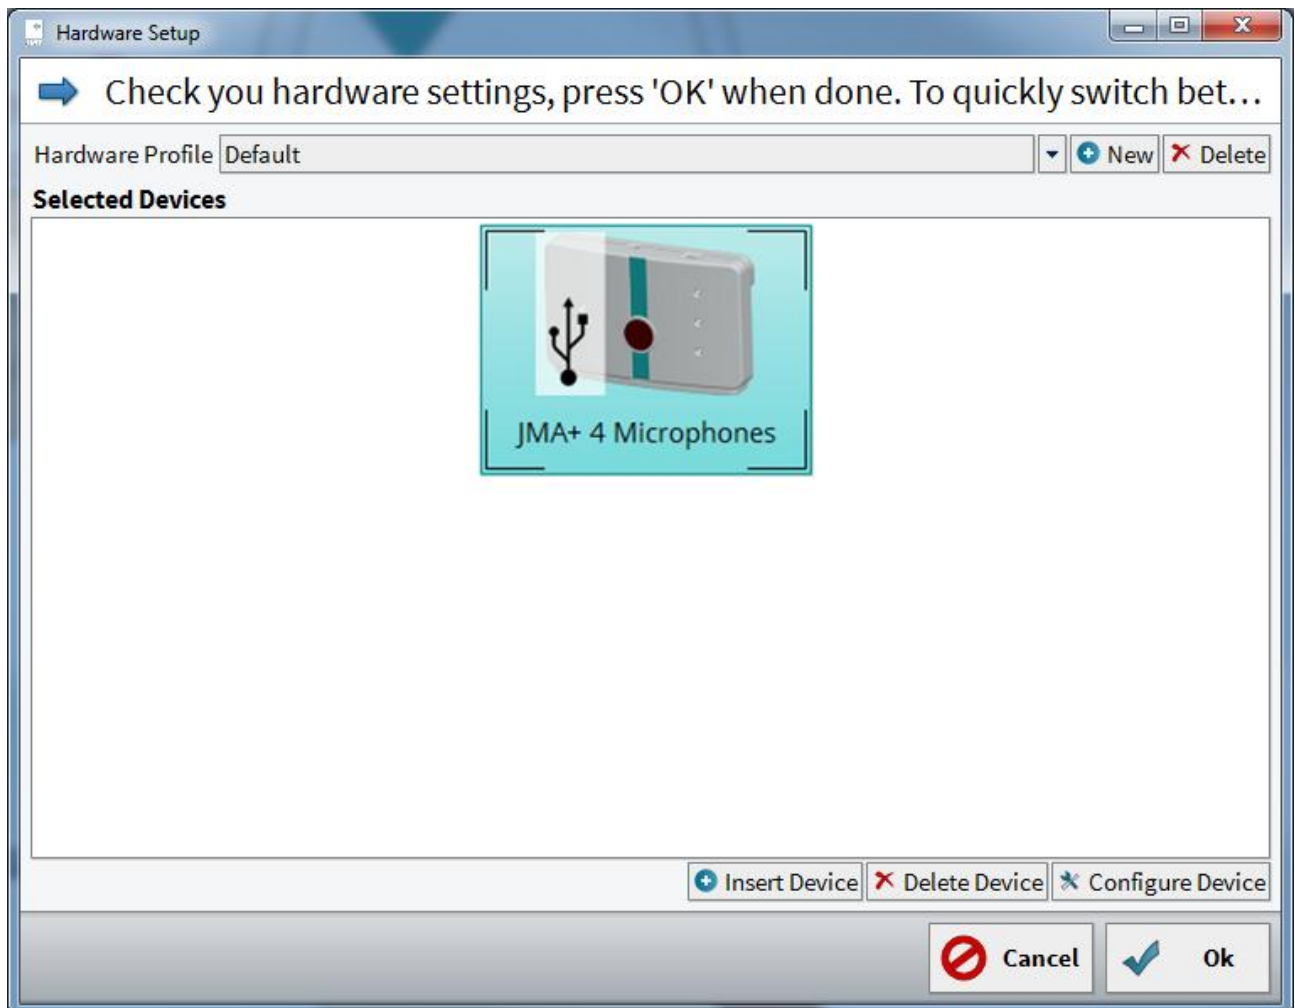 Hardware Setup
Check you hardware settings, press 'OK' when done. To quickly switch bet...
Hardware Profile Default New Delete
Selected Devices
JMA+ 4 Microphones
Insert Device Delete Device Configure Device
Cancel Ok